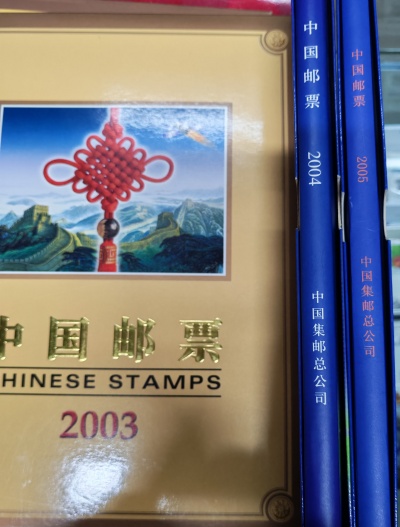 中国邮票
CHINESE STAMPS
2003
中国邮票 2004 中国集邮总公司
中国邮票 2005 中国集邮总公司